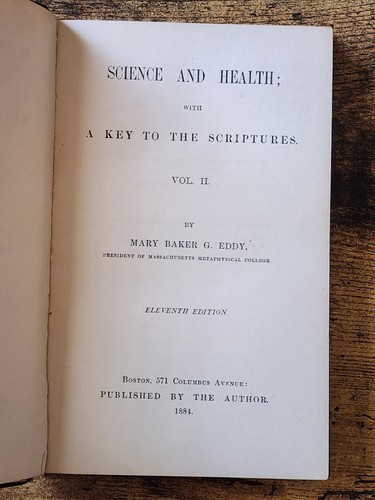 SCIENCE AND HEALTH;
WITH
A KEY TO THE SCRIPTURES.
VOL. II.
BY
MARY BAKER G. EDDY,
PRESIDENT OF MASSACHUSETTS METAPHYSICAL COLLEGE.
ELEVENTH EDITION.
BOSTON, 571 COLUMBUS AVENUE:
PUBLISHED BY THE AUTHOR.
1884.